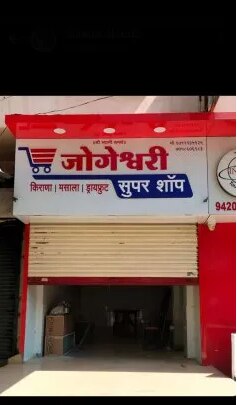 जोगेश्वरी
किराणा | मसाला | ड्रायफ्रुट सुपर शॉप
9420